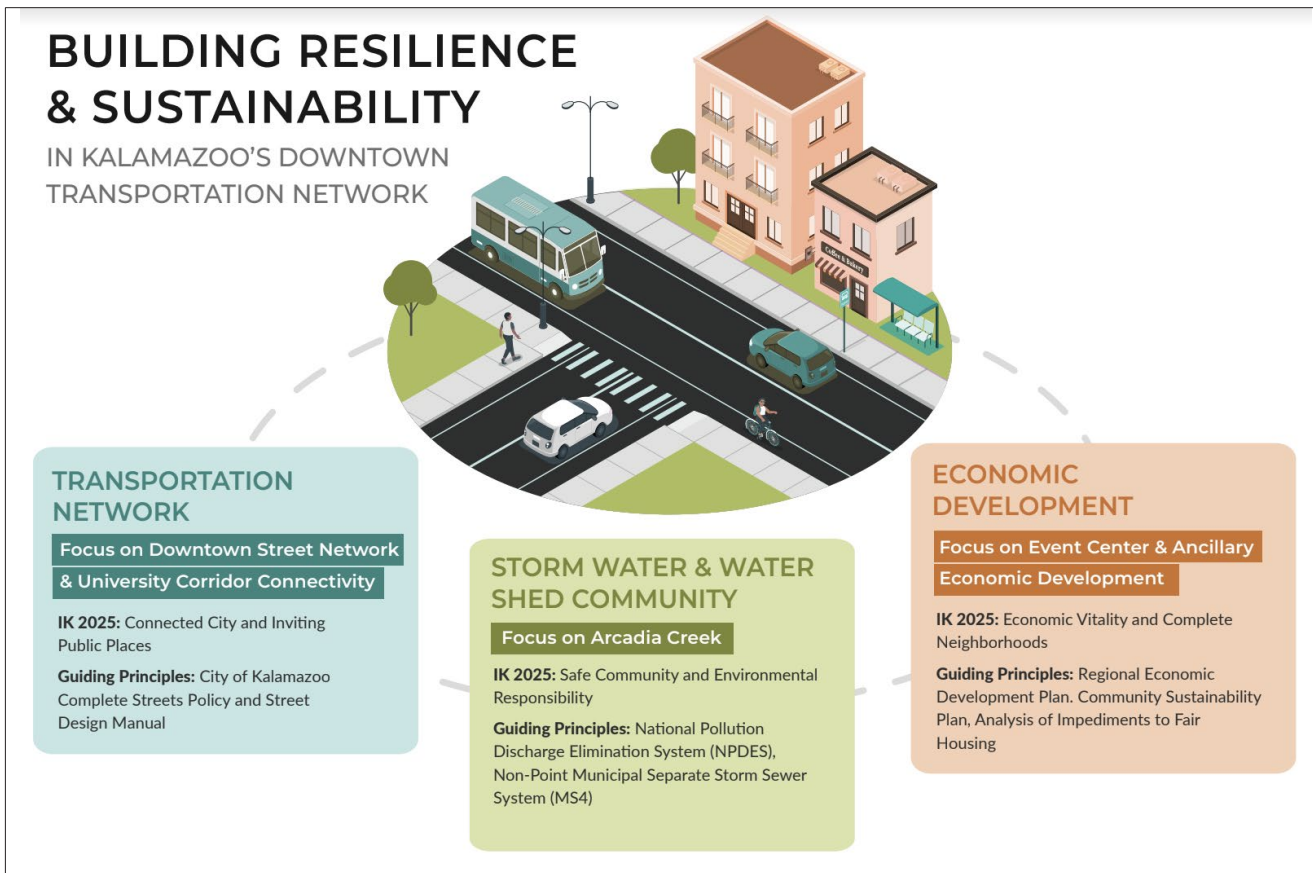 BUILDING RESILIENCE
& SUSTAINABILITY
IN KALAMAZOO'S DOWNTOWN
TRANSPORTATION NETWORK
Coffee & Bakery
TRANSPORTATION
NETWORK
Focus on Downtown Street Network
& University Corridor Connectivity
IK 2025: Connected City and Inviting
Public Places
Guiding Principles: City of Kalamazoo
Complete Streets Policy and Street
Design Manual
STORM WATER & WATER
SHED COMMUNITY
Focus on Arcadia Creek
IK 2025: Safe Community and Environmental
Responsibility
Guiding Principles: National Pollution
Discharge Elimination System (NPDES),
Non-Point Municipal Separate Storm Sewer
System (MS4)
ECONOMIC
DEVELOPMENT
Focus on Event Center & Ancillary
Economic Development
IK 2025: Economic Vitality and Complete
Neighborhoods
Guiding Principles: Regional Economic
Development Plan. Community Sustainability
Plan, Analysis of Impediments to Fair
Housing